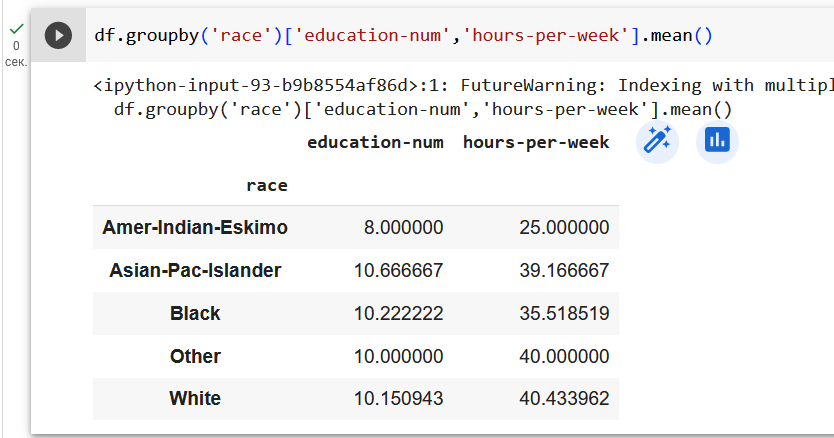 df.groupby('race')['education-num','hours-per-week'].mean()
0
сек.
<ipython-input-93-b9b8554af86d>:1: FutureWarning: Indexing with multipl
df.groupby('race')['education-num','hours-per-week].mean()
education-num hours-per-week
race
Amer-Indian-Eskimo 8.000000 25.000000
Asian-Pac-Islander 10.666667 39.166667
Black 10.222222 35.518519
Other 10.000000 40.000000
White 10.150943 40.433962